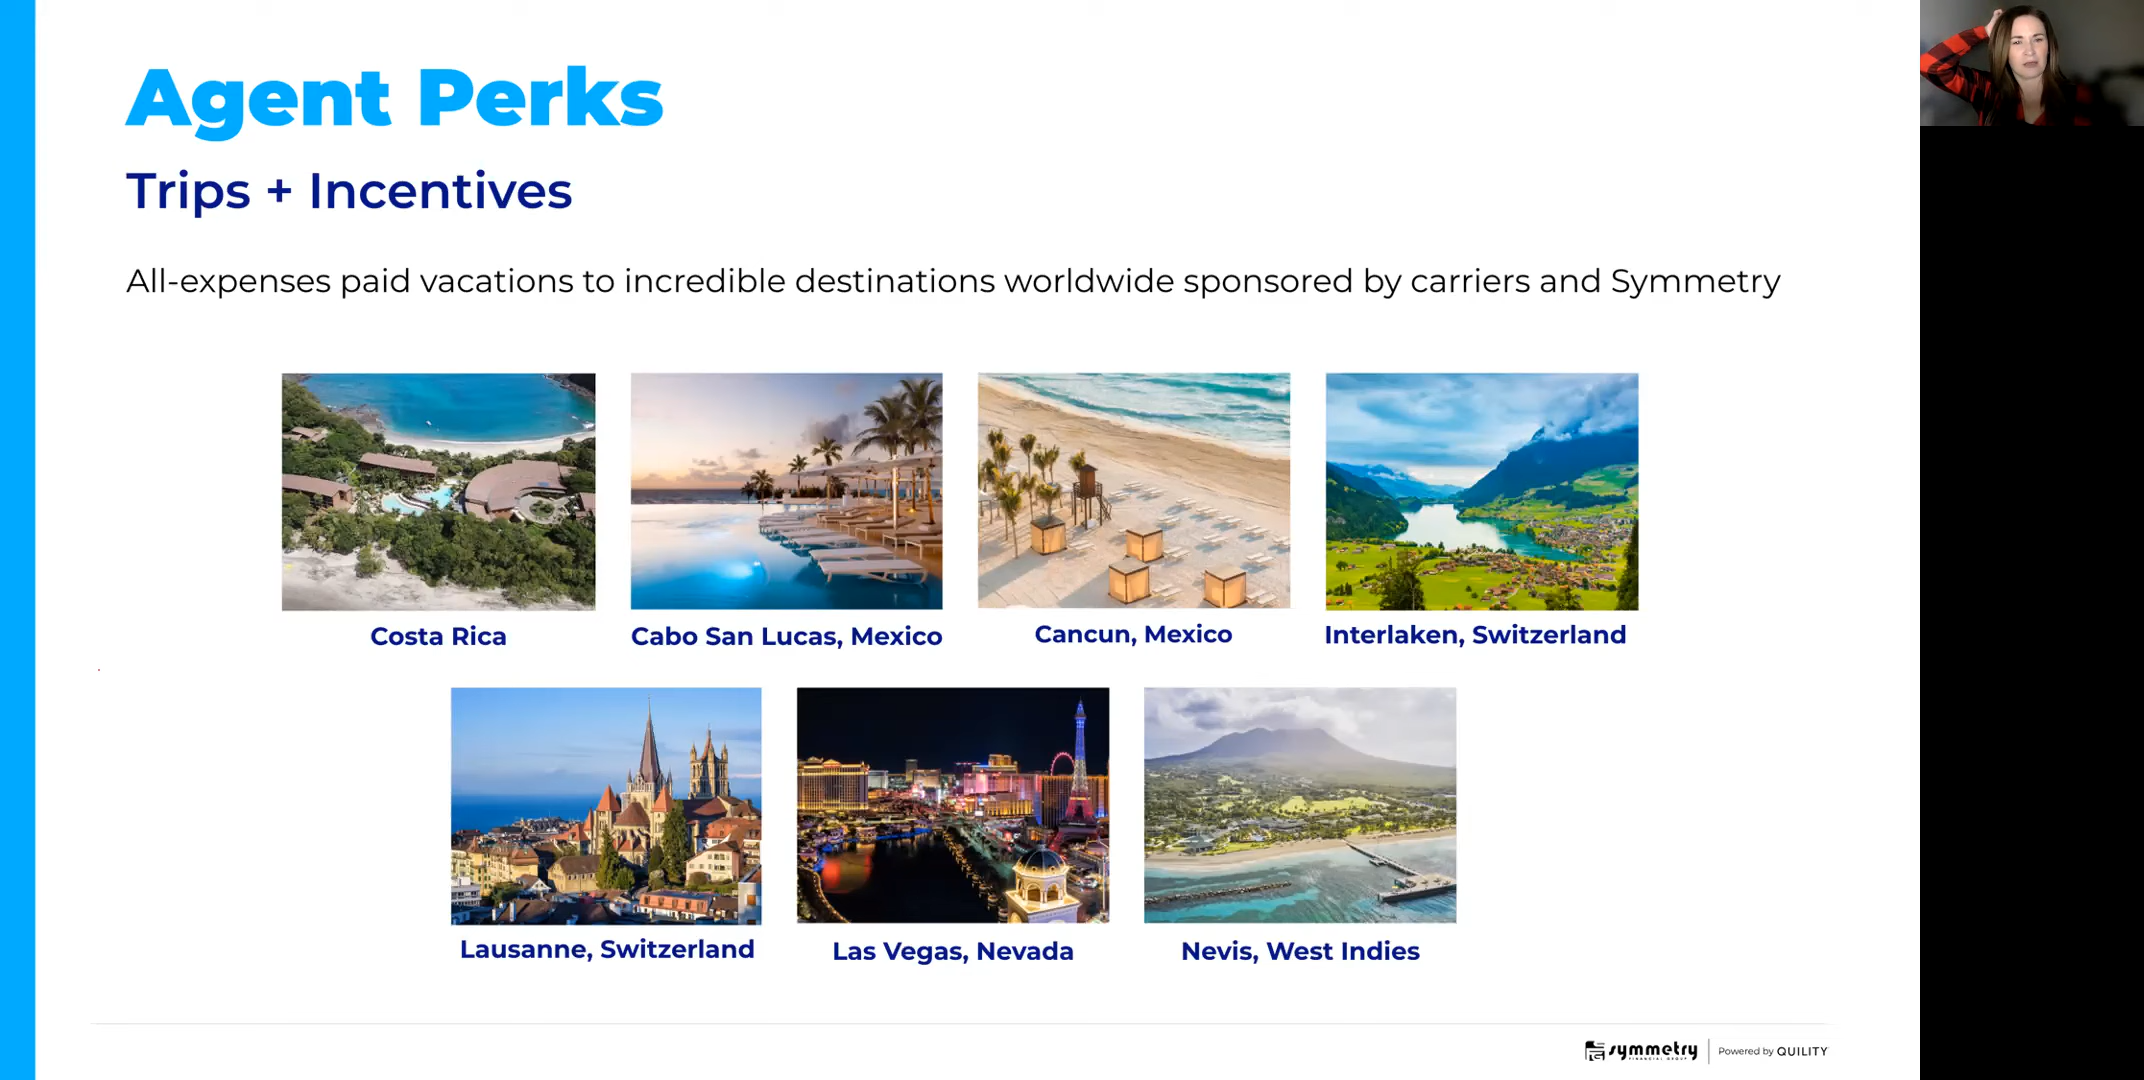 Agent Perks
Trips + Incentives
All-expenses paid vacations to incredible destinations worldwide sponsored by carriers and Symmetry
Costa Rica
Cabo San Lucas, Mexico
Cancun, Mexico
Interlaken, Switzerland
Lausanne, Switzerland
Las Vegas, Nevada
Nevis, West Indies
symmetry
FINANCIAL GROUP
Powered by QUILITY